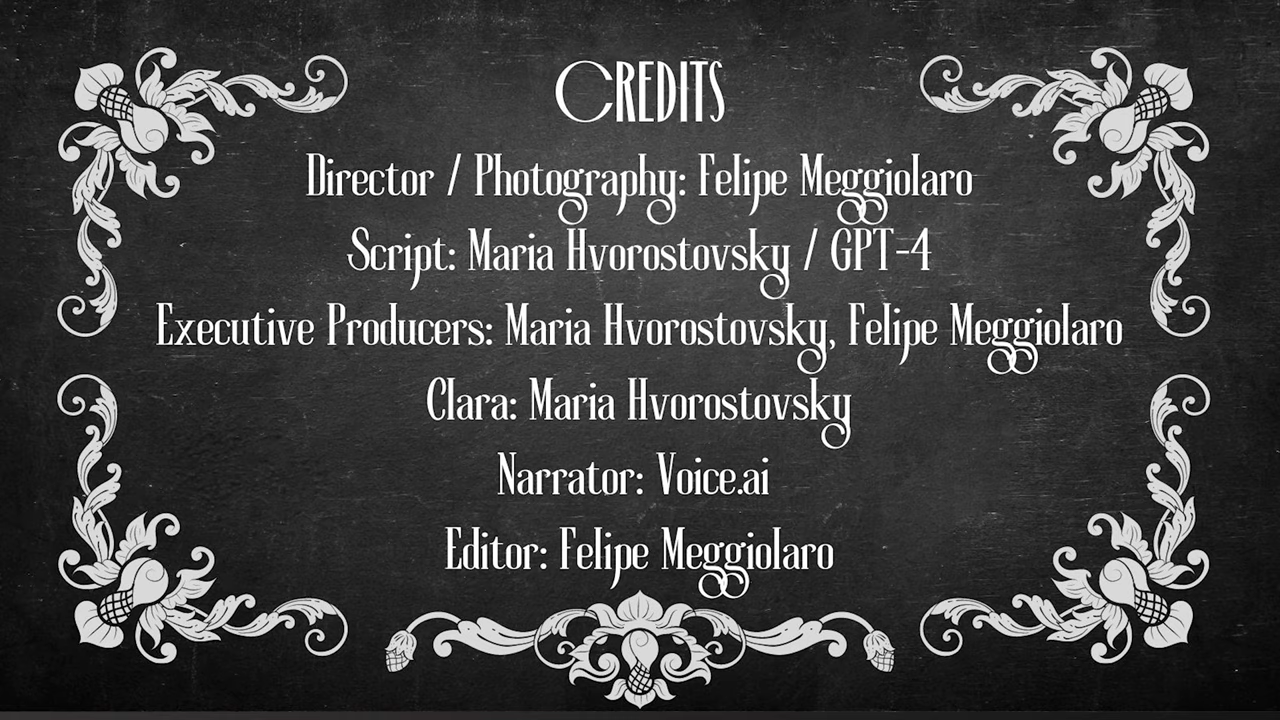 CREDITS
Director / Photography: Felipe Meggiolaro
Script: Maria Hvorostovsky / GPT-4
Executive Producers: Maria Hvorostovsky, Felipe Meggiolaro
Clara: Maria Hvorostovsky
Narrator: Voice.ai
Editor: Felipe Meggiolaro